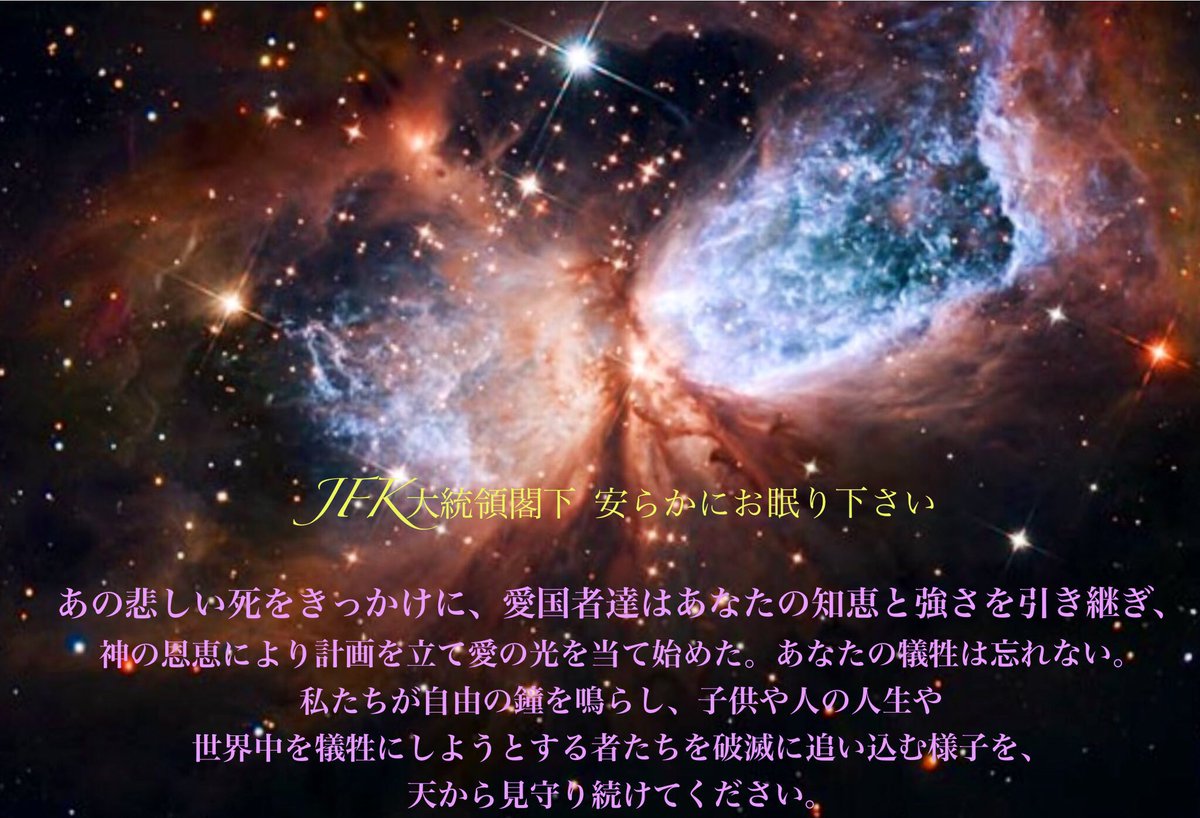 JFK大統領閣下 安らかにお眠り下さい
あの悲しい死をきっかけに、愛国者達はあなたの知恵と強さを引き継ぎ、
神の恩恵により計画を立て愛の光を当て始めた。あなたの犠牲は忘れない。
私たちが自由の鐘を鳴らし、子供や人の人生や
世界中を犠牲にしようとする者たちを破滅に追い込む様子を、
天から見守り続けてください。